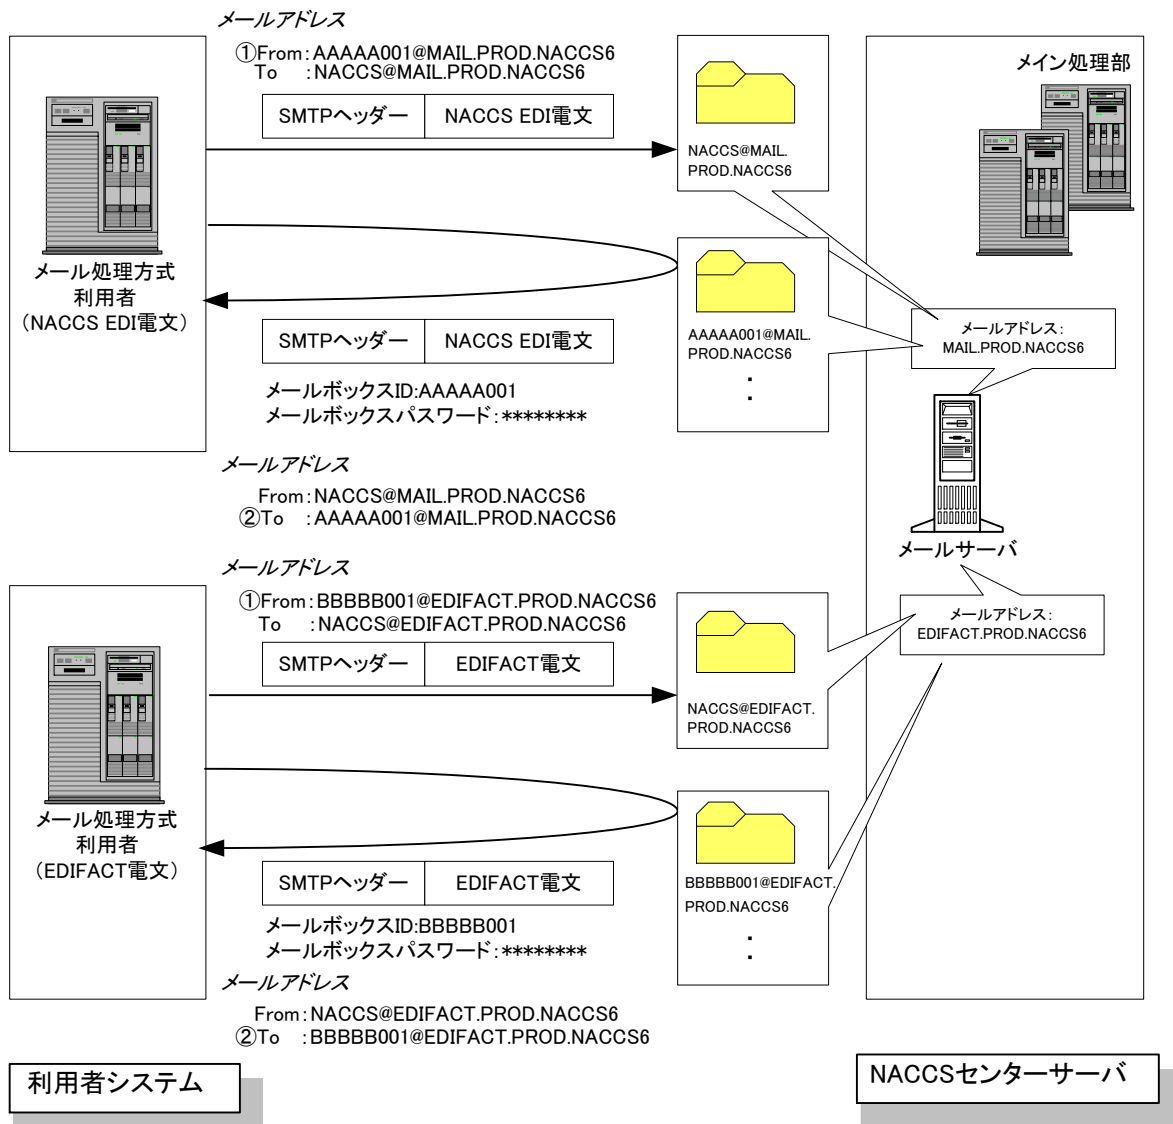 メールアドレス
①From:AAAAA001@MAIL.PROD.NACCS6
To :NACCS@MAIL.PROD.NACCS6
SMTPヘッダー NACCS EDI電文
NACCS@MAIL.
PROD.NACCS6
メイン処理部
メール処理方式
利用者
(NACCS EDI電文)
SMTPヘッダー NACCS EDI電文
メールボックスID:AAAAA001
メールボックスパスワード:********
AAAAA001@MAIL.
PROD.NACCS6
・
・
メールアドレス:
MAIL.PROD.NACCS6
メールアドレス
From:NACCS@MAIL.PROD.NACCS6
②To :AAAAA001@MAIL.PROD.NACCS6
メールサーバ
メールアドレス
①From:BBBBB001@EDIFACT.PROD.NACCS6
To :NACCS@EDIFACT.PROD.NACCS6
SMTPヘッダー EDIFACT電文
NACCS@EDIFACT.
PROD.NACCS6
メールアドレス:
EDIFACT.PROD.NACCS6
メール処理方式
利用者
(EDIFACT電文)
SMTPヘッダー EDIFACT電文
メールボックスID:BBBBB001
メールボックスパスワード:********
BBBBB001@EDIFACT.
PROD.NACCS6
・
・
メールアドレス
From:NACCS@EDIFACT.PROD.NACCS6
②To :BBBBB001@EDIFACT.PROD.NACCS6
利用者システム
NACCSセンターサーバ